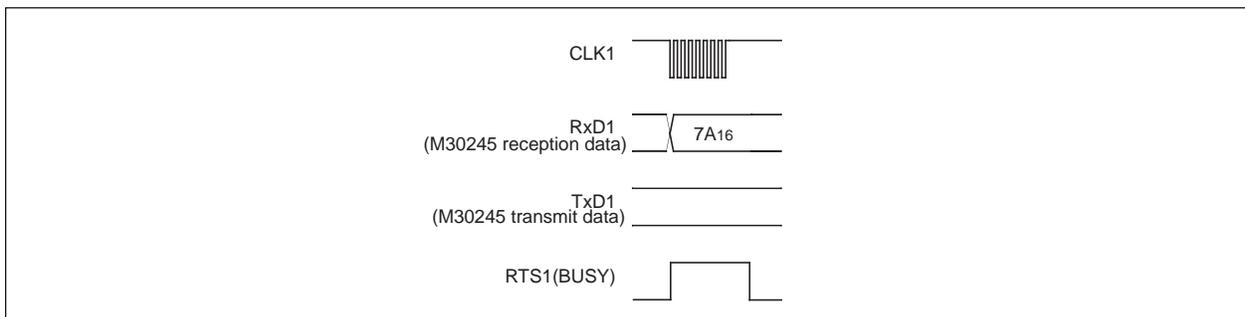 CLK1
RxD1
(M30245 reception data)
7A16
TxD1
(M30245 transmit data)
RTS1(BUSY)